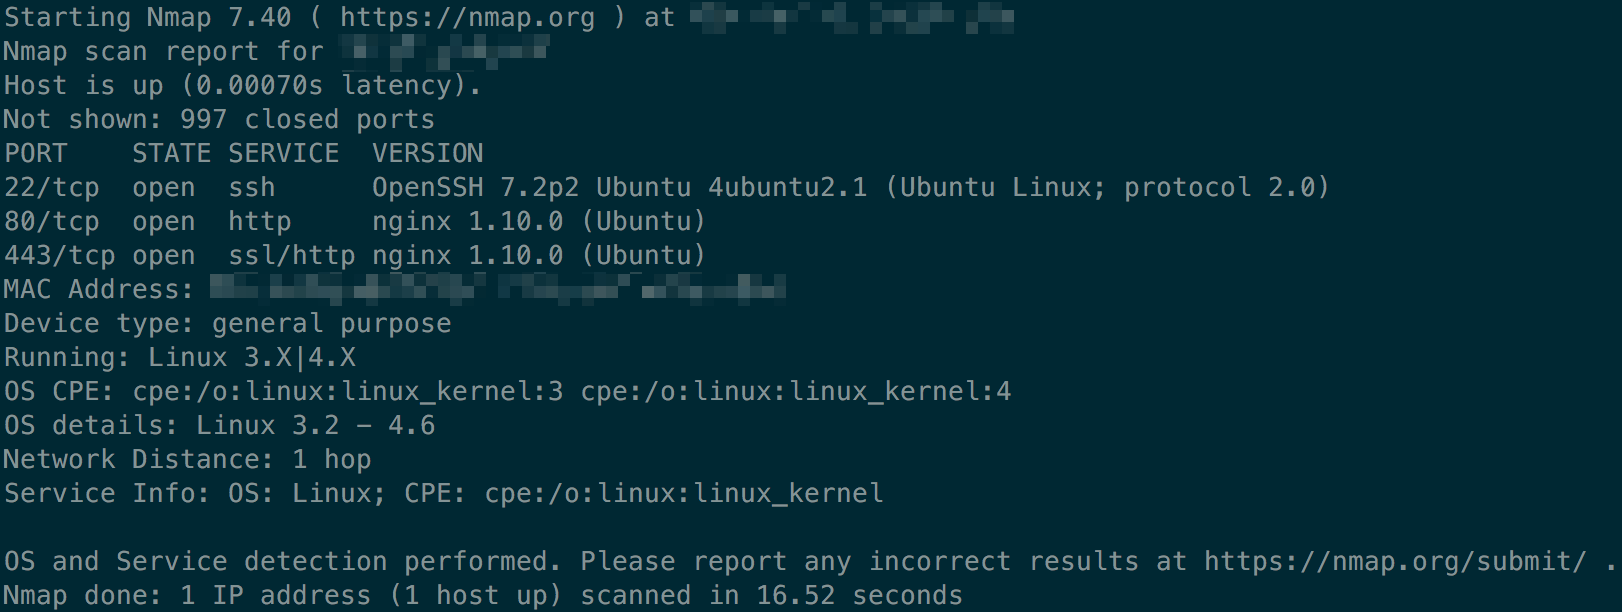 Starting Nmap 7.40 ( https://nmap.org ) at
Nmap scan report for
Host is up (0.00070s latency).
Not shown: 997 closed ports
PORT    STATE SERVICE  VERSION
22/tcp  open  ssh      OpenSSH 7.2p2 Ubuntu 4ubuntu2.1 (Ubuntu Linux; protocol 2.0)
80/tcp  open  http     nginx 1.10.0 (Ubuntu)
443/tcp open  ssl/http nginx 1.10.0 (Ubuntu)
MAC Address:
Device type: general purpose
Running: Linux 3.X|4.X
OS CPE: cpe:/o:linux:linux_kernel:3 cpe:/o:linux:linux_kernel:4
OS details: Linux 3.2 - 4.6
Network Distance: 1 hop
Service Info: OS: Linux; CPE: cpe:/o:linux:linux_kernel

OS and Service detection performed. Please report any incorrect results at https://nmap.org/submit/ .
Nmap done: 1 IP address (1 host up) scanned in 16.52 seconds